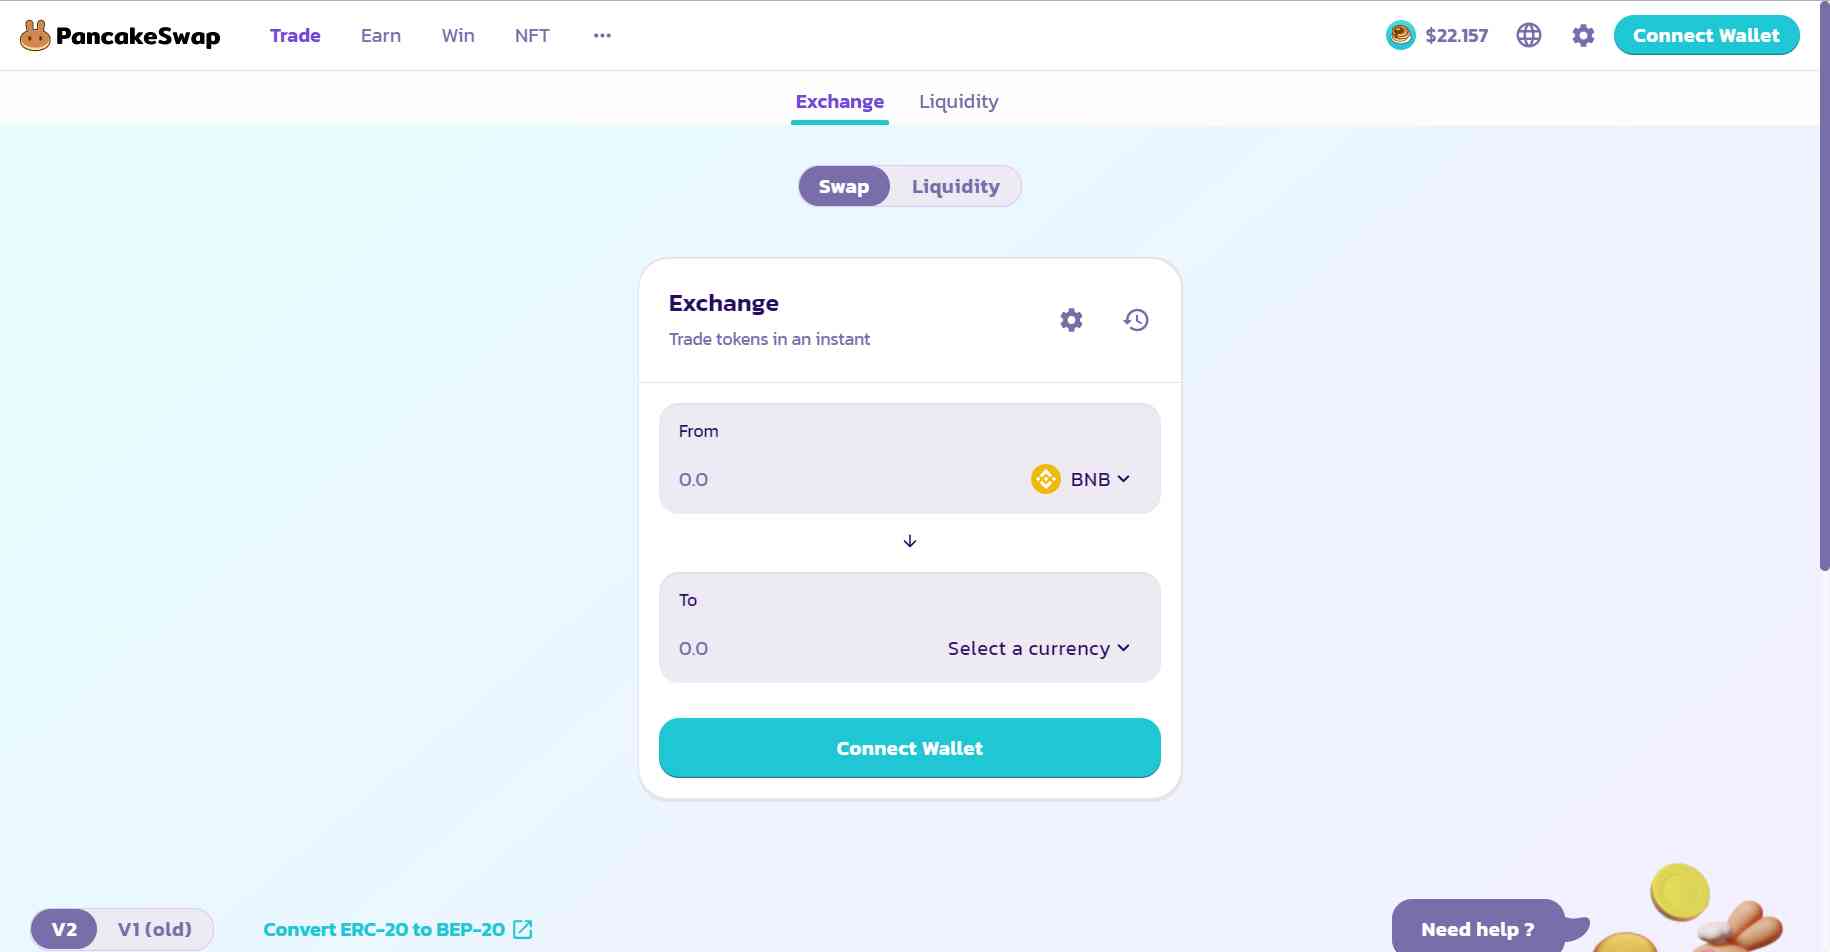 PancakeSwap
Trade Earn Win NFT ...
$22.157
Connect Wallet
Exchange Liquidity
Swap Liquidity
Exchange
Trade tokens in an instant
From
0.0 BNB
To
0.0 Select a currency
Connect Wallet
V2 V1 (old)
Convert ERC-20 to BEP-20
Need help ?